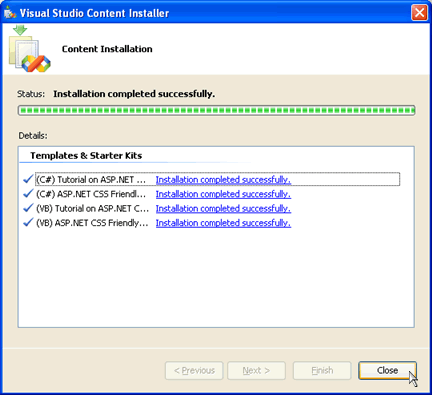 Visual Studio Content Installer
Content Installation
Status: Installation completed successfully.
Details:
Templates & Starter Kits
(C#) Tutorial on ASP.NET ... Installation completed successfully.
(C#) ASP.NET CSS Friendl... Installation completed successfully.
(VB) Tutorial on ASP.NET C... Installation completed successfully.
(VB) ASP.NET CSS Friendly... Installation completed successfully.
< Previous Next > Finish Close